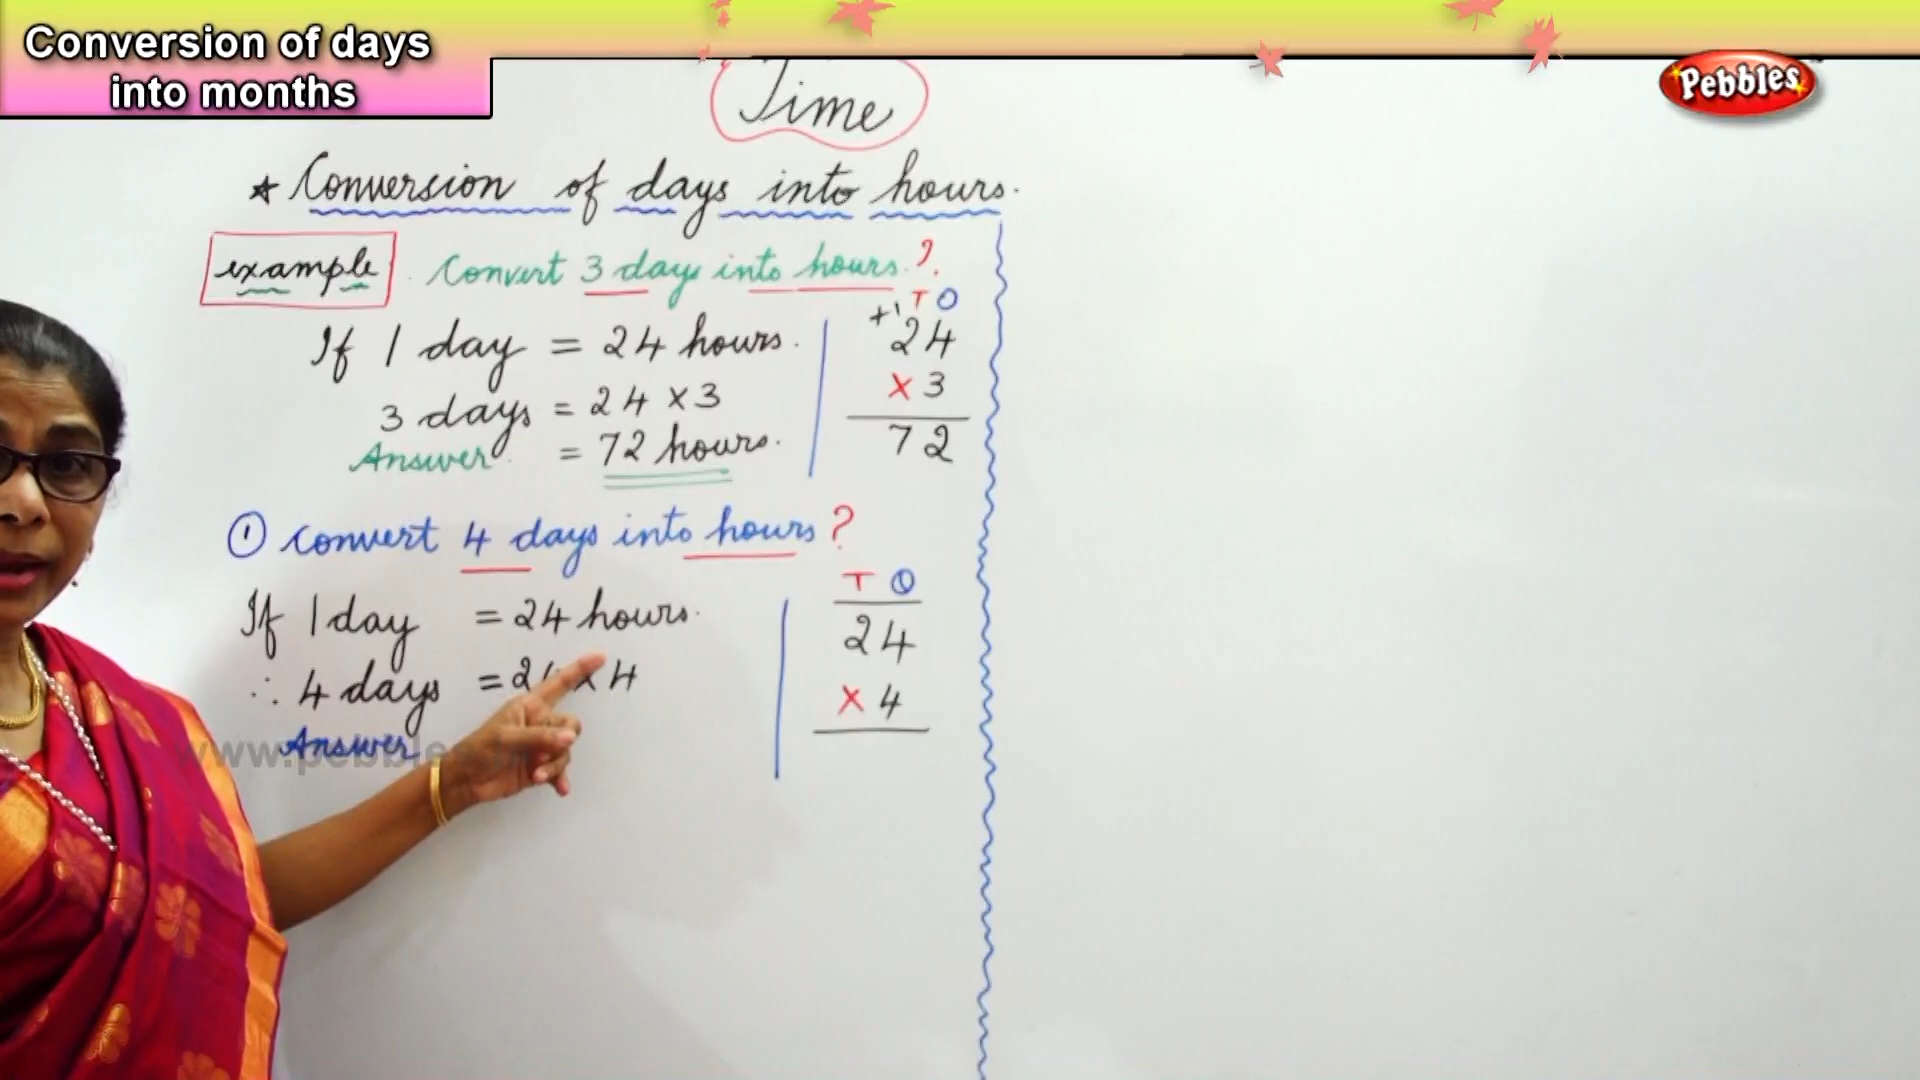 Conversion of days
into months
Pebbles
Time
* Conversion of days into hours.
example Convert 3 days into hours ?
If 1 day = 24 hours.
3 days = 24 x 3
Answer = 72 hours.
+1 T O
24
x 3
72
① Convert 4 days into hours ?
If 1 day = 24 hours.
∴ 4 days = 24 x 4
Answer
T O
24
x 4